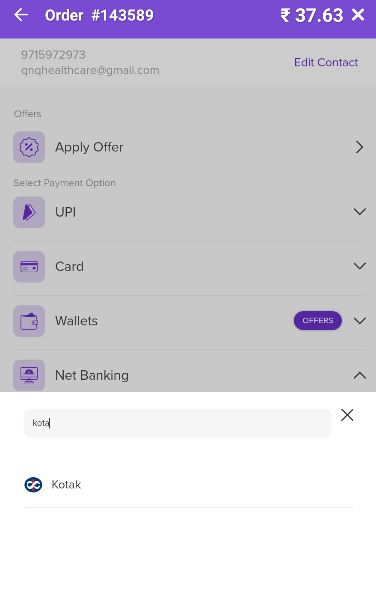 Order #143589 ₹ 37.63
9715972973
qnqhealthcare@gmail.com
Edit Contact
Offers
Apply Offer
Select Payment Option
UPI
Card
Wallets OFFERS
Net Banking
kota
Kotak